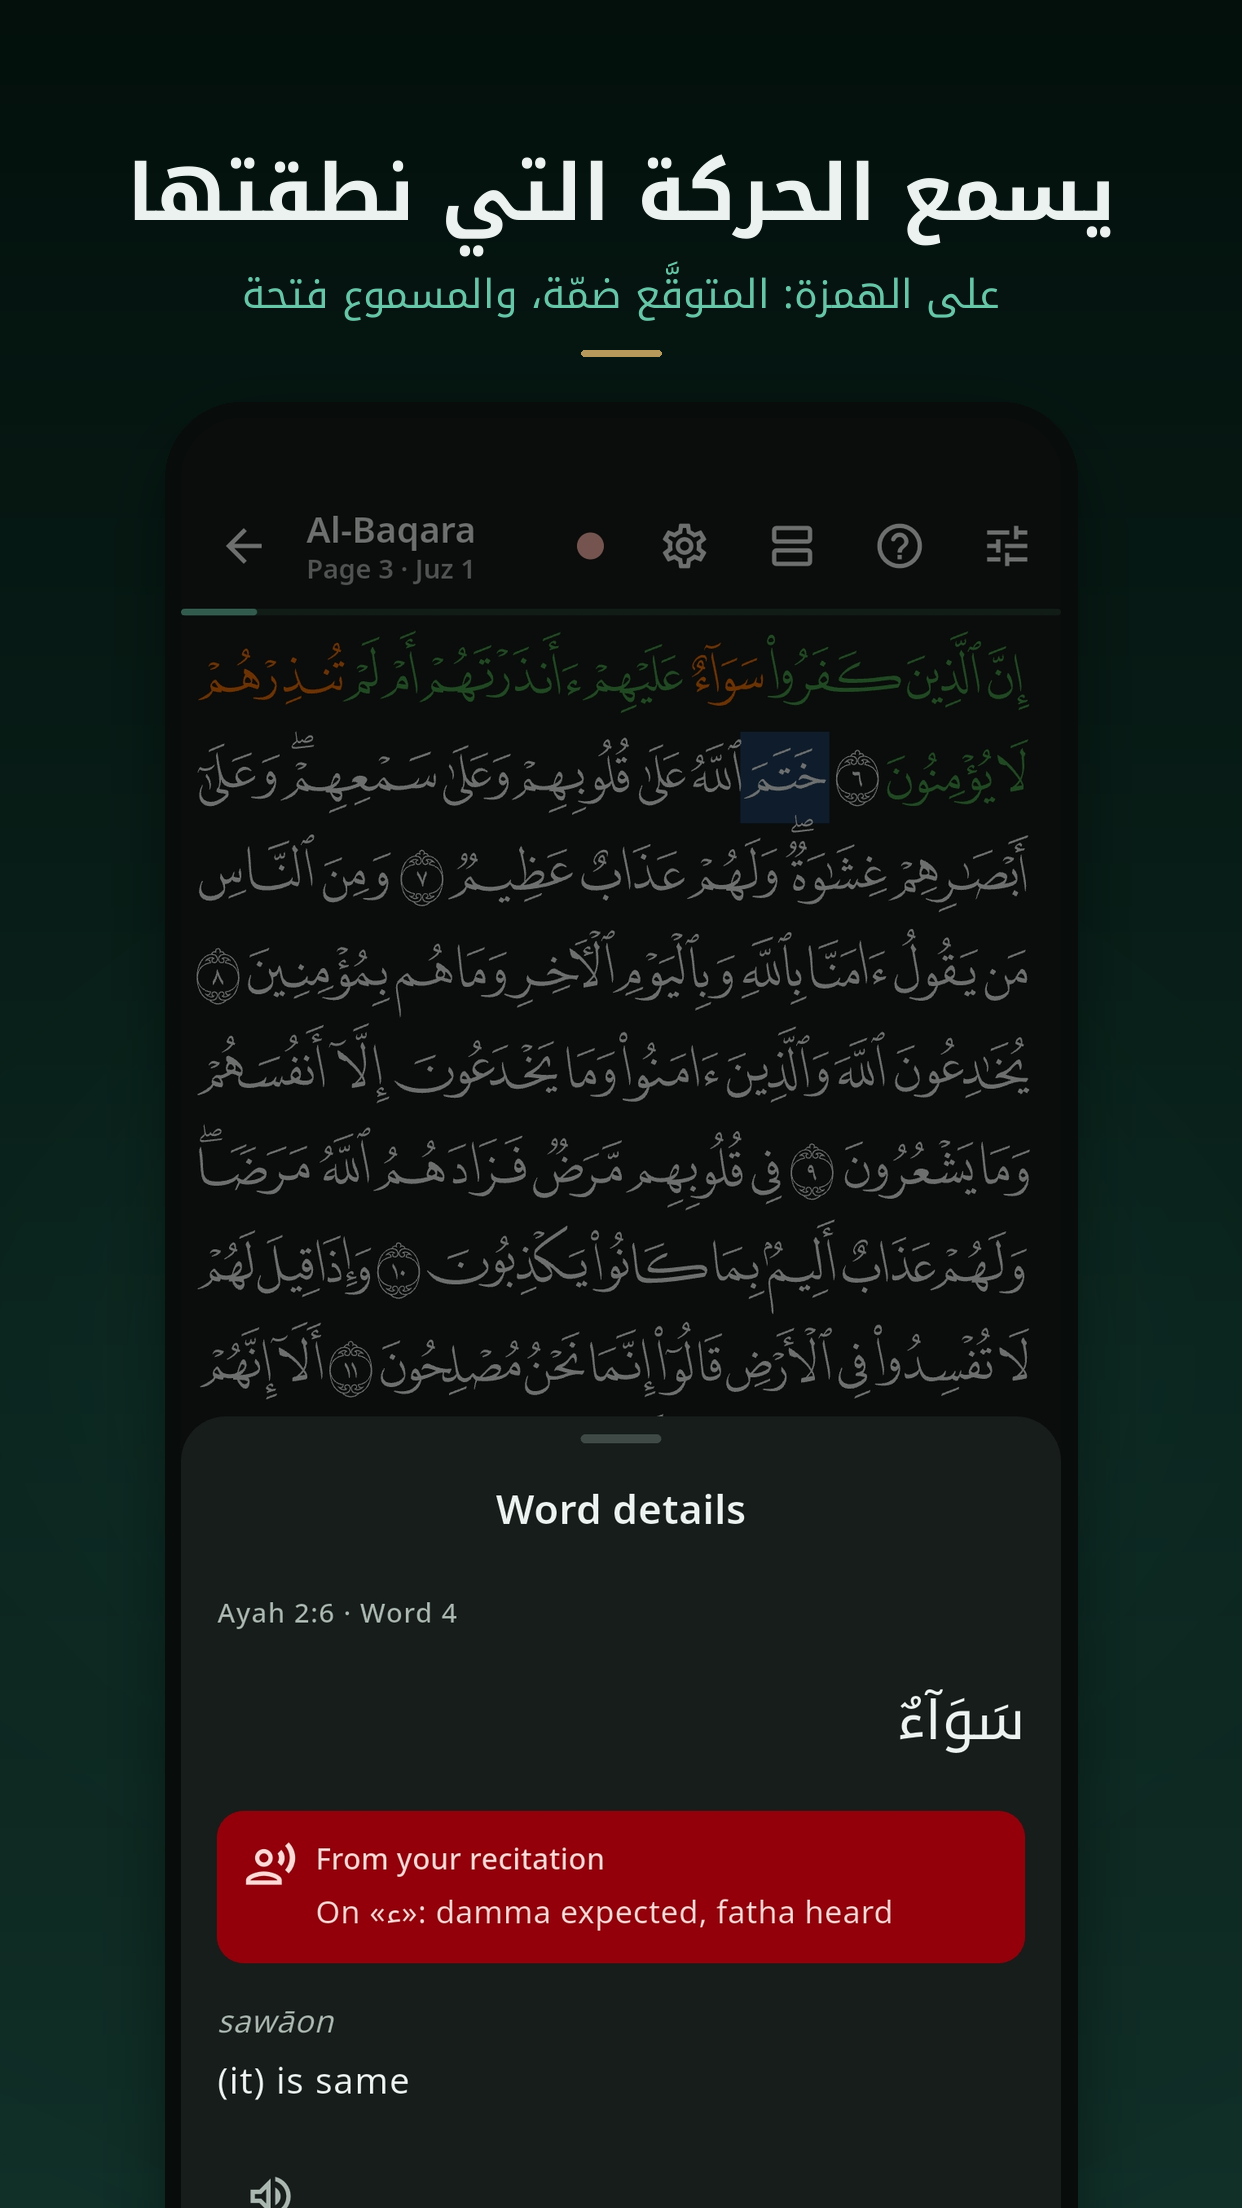 يسمع الحركة التي نطقتها
على الهمزة: المتوقَّع ضمّة، والمسموع فتحة
Al-Baqara
Page 3 · Juz 1
إِنَّ ٱلَّذِينَ كَفَرُوا۟ سَوَآءٌ عَلَيْهِمْ ءَأَنذَرْتَهُمْ أَمْ لَمْ تُنذِرْهُمْ
لَا يُؤْمِنُونَ ٦ خَتَمَ ٱللَّهُ عَلَىٰ قُلُوبِهِمْ وَعَلَىٰ سَمْعِهِمْ ۖ وَعَلَىٰٓ
أَبْصَـٰرِهِمْ غِشَـٰوَةٌ ۖ وَلَهُمْ عَذَابٌ عَظِيمٌ ٧ وَمِنَ ٱلنَّاسِ
مَن يَقُولُ ءَامَنَّا بِٱللَّهِ وَبِٱلْيَوْمِ ٱلْـَٔاخِرِ وَمَا هُم بِمُؤْمِنِينَ ٨
يُخَـٰدِعُونَ ٱللَّهَ وَٱلَّذِينَ ءَامَنُوا۟ وَمَا يَخْدَعُونَ إِلَّآ أَنفُسَهُمْ
وَمَا يَشْعُرُونَ ٩ فِى قُلُوبِهِم مَّرَضٌ فَزَادَهُمُ ٱللَّهُ مَرَضًا ۖ
وَلَهُمْ عَذَابٌ أَلِيمٌۢ بِمَا كَانُوا۟ يَكْذِبُونَ ١٠ وَإِذَا قِيلَ لَهُمْ
لَا تُفْسِدُوا۟ فِى ٱلْأَرْضِ قَالُوٓا۟ إِنَّمَا نَحْنُ مُصْلِحُونَ ١١ أَلَآ إِنَّهُمْ
Word details
Ayah 2:6 · Word 4
سَوَآءٌ
From your recitation
On «ء»: damma expected, fatha heard
sawāon
(it) is same